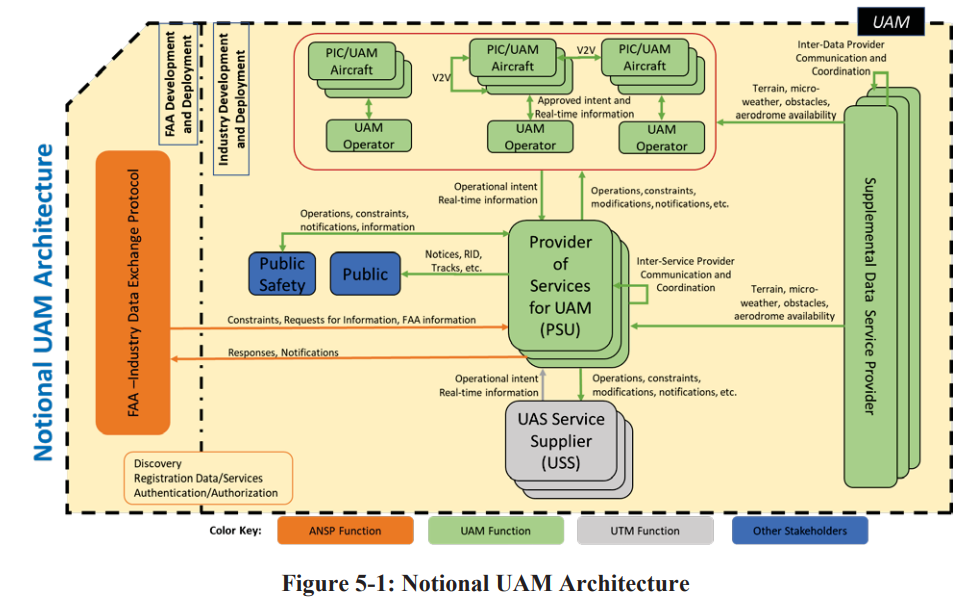 UAM
Notional UAM Architecture
FAA Development
and Deployment
Industry Development
and Deployment
PIC/UAM
Aircraft
V2V
PIC/UAM
Aircraft
V2V
PIC/UAM
Aircraft
Approved intent and
Real-time information
UAM
Operator
UAM
Operator
UAM
Operator
Inter-Data Provider
Communication and
Coordination
Terrain, micro-
weather, obstacles,
aerodrome availability
Supplemental Data Service Provider
FAA –Industry Data Exchange Protocol
Operational intent
Real-time information
Operations, constraints,
modifications, notifications, etc.
Operations, constraints,
notifications, information
Public
Safety
Public
Notices, RID,
Tracks, etc.
Provider
of
Services
for UAM
(PSU)
Inter-Service Provider
Communication and
Coordination
Terrain, micro-
weather, obstacles,
aerodrome availability
Constraints, Requests for Information, FAA information
Responses, Notifications
Operational intent
Real-time information
Operations, constraints,
modifications, notifications, etc.
UAS Service
Supplier
(USS)
Discovery
Registration Data/Services
Authentication/Authorization
Color Key:
ANSP Function
UAM Function
UTM Function
Other Stakeholders
Figure 5-1: Notional UAM Architecture